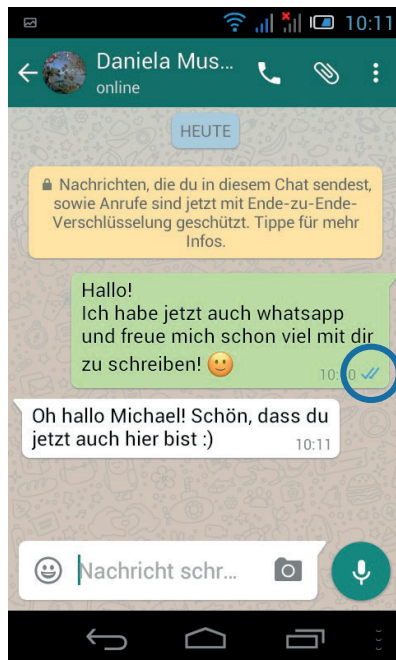 10:11
Daniela Mus...
online
HEUTE
Nachrichten, die du in diesem Chat sendest,
sowie Anrufe sind jetzt mit Ende-zu-Ende-
Verschlüsselung geschützt. Tippe für mehr
Infos.
Hallo!
Ich habe jetzt auch whatsapp
und freue mich schon viel mit dir
zu schreiben! 🙂
10:10
Oh hallo Michael! Schön, dass du
jetzt auch hier bist :)
10:11
Nachricht schr...